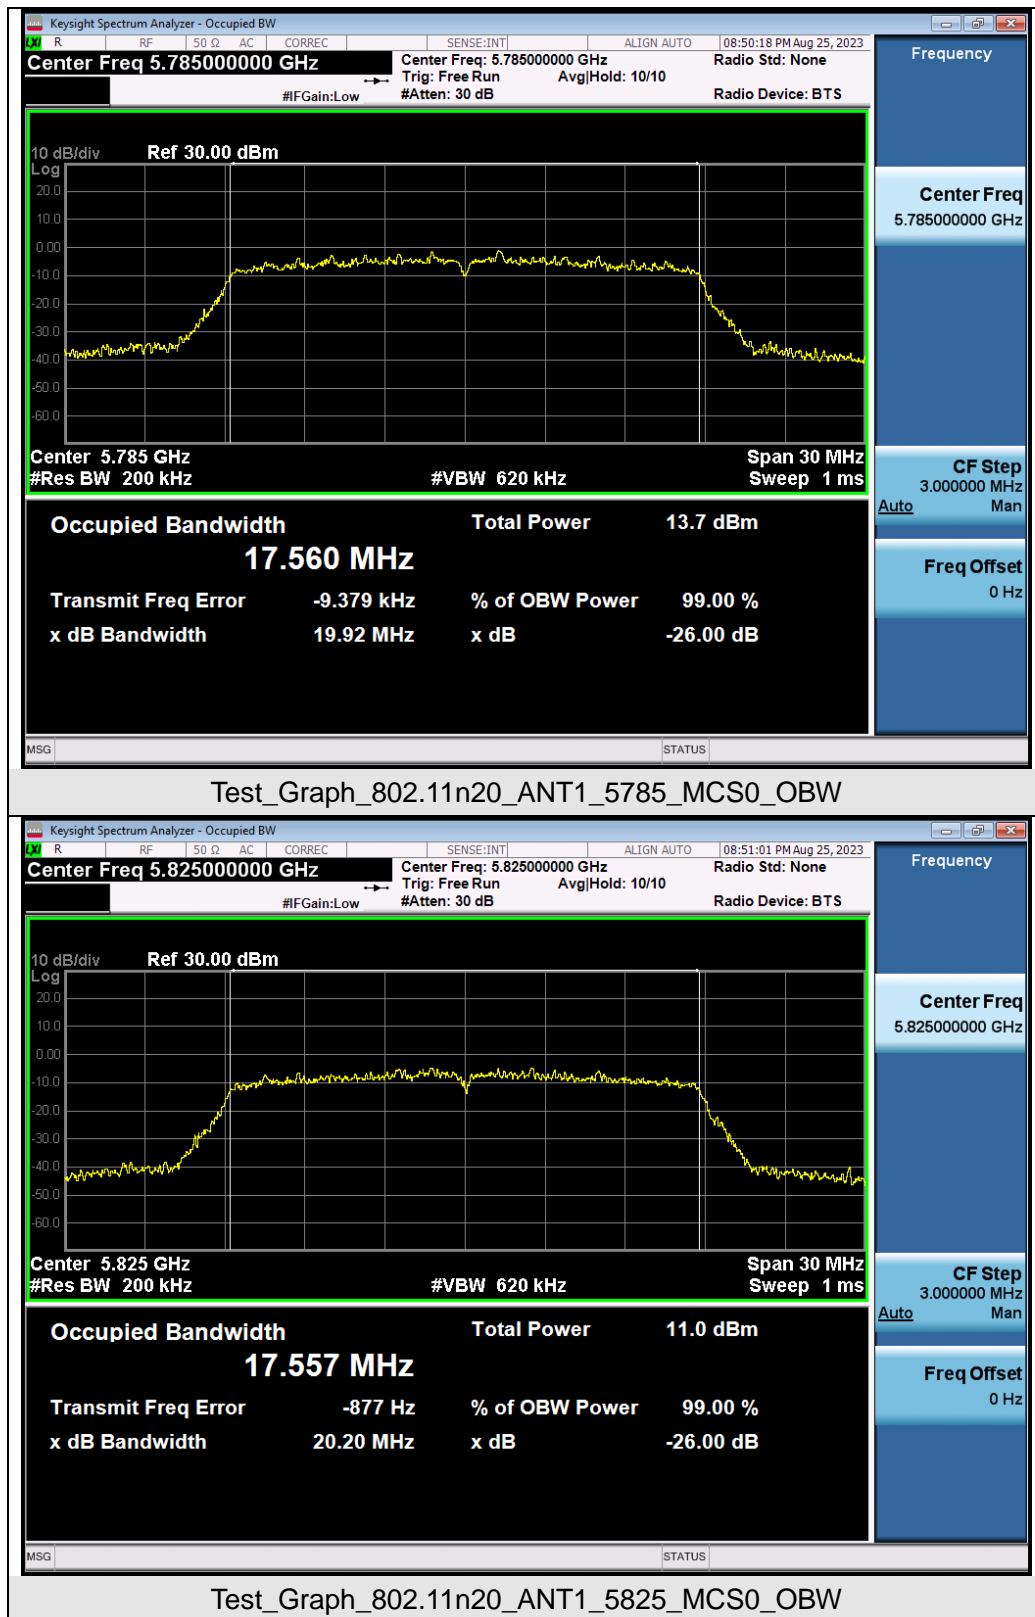 Keysight Spectrum Analyzer - Occupied BW
LXI R RF 50 Ω AC CORREC SENSE:INT ALIGN AUTO 08:50:18 PM Aug 25, 2023
Center Freq 5.785000000 GHz
Center Freq: 5.785000000 GHz Radio Std: None
Trig: Free Run Avg|Hold: 10/10
#IFGain:Low #Atten: 30 dB Radio Device: BTS
10 dB/div Ref 30.00 dBm
Log
20.0
10.0
0.00
-10.0
-20.0
-30.0
-40.0
-50.0
-60.0
Center 5.785 GHz Span 30 MHz
#Res BW 200 kHz #VBW 620 kHz Sweep 1 ms
Occupied Bandwidth Total Power 13.7 dBm
17.560 MHz
Transmit Freq Error -9.379 kHz % of OBW Power 99.00 %
x dB Bandwidth 19.92 MHz x dB -26.00 dB
MSG STATUS
Frequency
Center Freq
5.785000000 GHz
CF Step
3.000000 MHz
Auto Man
Freq Offset
0 Hz
Test_Graph_802.11n20_ANT1_5785_MCS0_OBW
Keysight Spectrum Analyzer - Occupied BW
LXI R RF 50 Ω AC CORREC SENSE:INT ALIGN AUTO 08:51:01 PM Aug 25, 2023
Center Freq 5.825000000 GHz
Center Freq: 5.825000000 GHz Radio Std: None
Trig: Free Run Avg|Hold: 10/10
#IFGain:Low #Atten: 30 dB Radio Device: BTS
10 dB/div Ref 30.00 dBm
Log
20.0
10.0
0.00
-10.0
-20.0
-30.0
-40.0
-50.0
-60.0
Center 5.825 GHz Span 30 MHz
#Res BW 200 kHz #VBW 620 kHz Sweep 1 ms
Occupied Bandwidth Total Power 11.0 dBm
17.557 MHz
Transmit Freq Error -877 Hz % of OBW Power 99.00 %
x dB Bandwidth 20.20 MHz x dB -26.00 dB
MSG STATUS
Frequency
Center Freq
5.825000000 GHz
CF Step
3.000000 MHz
Auto Man
Freq Offset
0 Hz
Test_Graph_802.11n20_ANT1_5825_MCS0_OBW